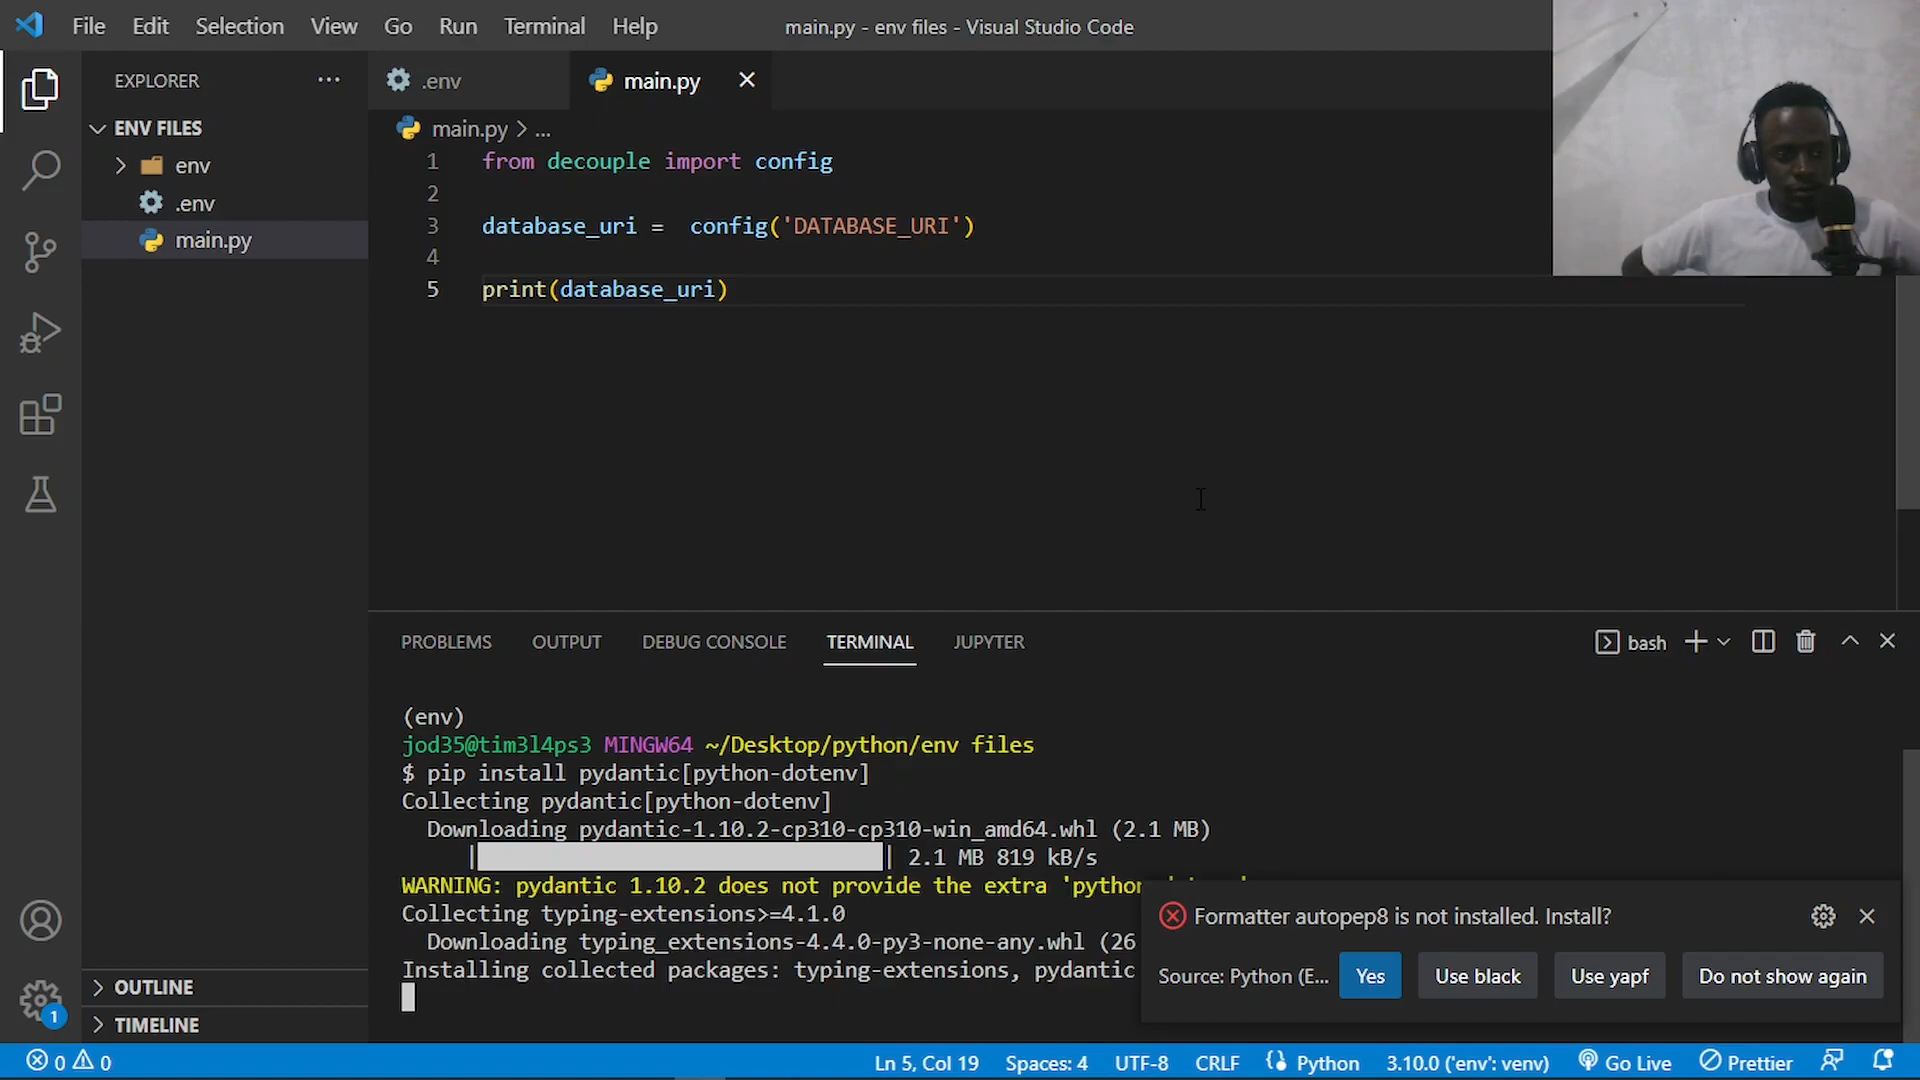 File Edit Selection View Go Run Terminal Help
main.py - env files - Visual Studio Code
EXPLORER
ENV FILES
env
.env
main.py
OUTLINE
TIMELINE
.env
main.py
main.py > ...
1 from decouple import config
2
3 database_uri =  config('DATABASE_URI')
4
5 print(database_uri)
PROBLEMS OUTPUT DEBUG CONSOLE TERMINAL JUPYTER
bash
(env)
jod35@tim3l4ps3 MINGW64 ~/Desktop/python/env files
$ pip install pydantic[python-dotenv]
Collecting pydantic[python-dotenv]
Downloading pydantic-1.10.2-cp310-cp310-win_amd64.whl (2.1 MB)
| | 2.1 MB 819 kB/s
WARNING: pydantic 1.10.2 does not provide the extra 'python
Collecting typing-extensions>=4.1.0
Downloading typing_extensions-4.4.0-py3-none-any.whl (26
Installing collected packages: typing-extensions, pydantic
Formatter autopep8 is not installed. Install?
Source: Python (E...
Yes
Use black
Use yapf
Do not show again
1
0 0
Ln 5, Col 19
Spaces: 4
UTF-8
CRLF
Python
3.10.0 ('env': venv)
Go Live
Prettier